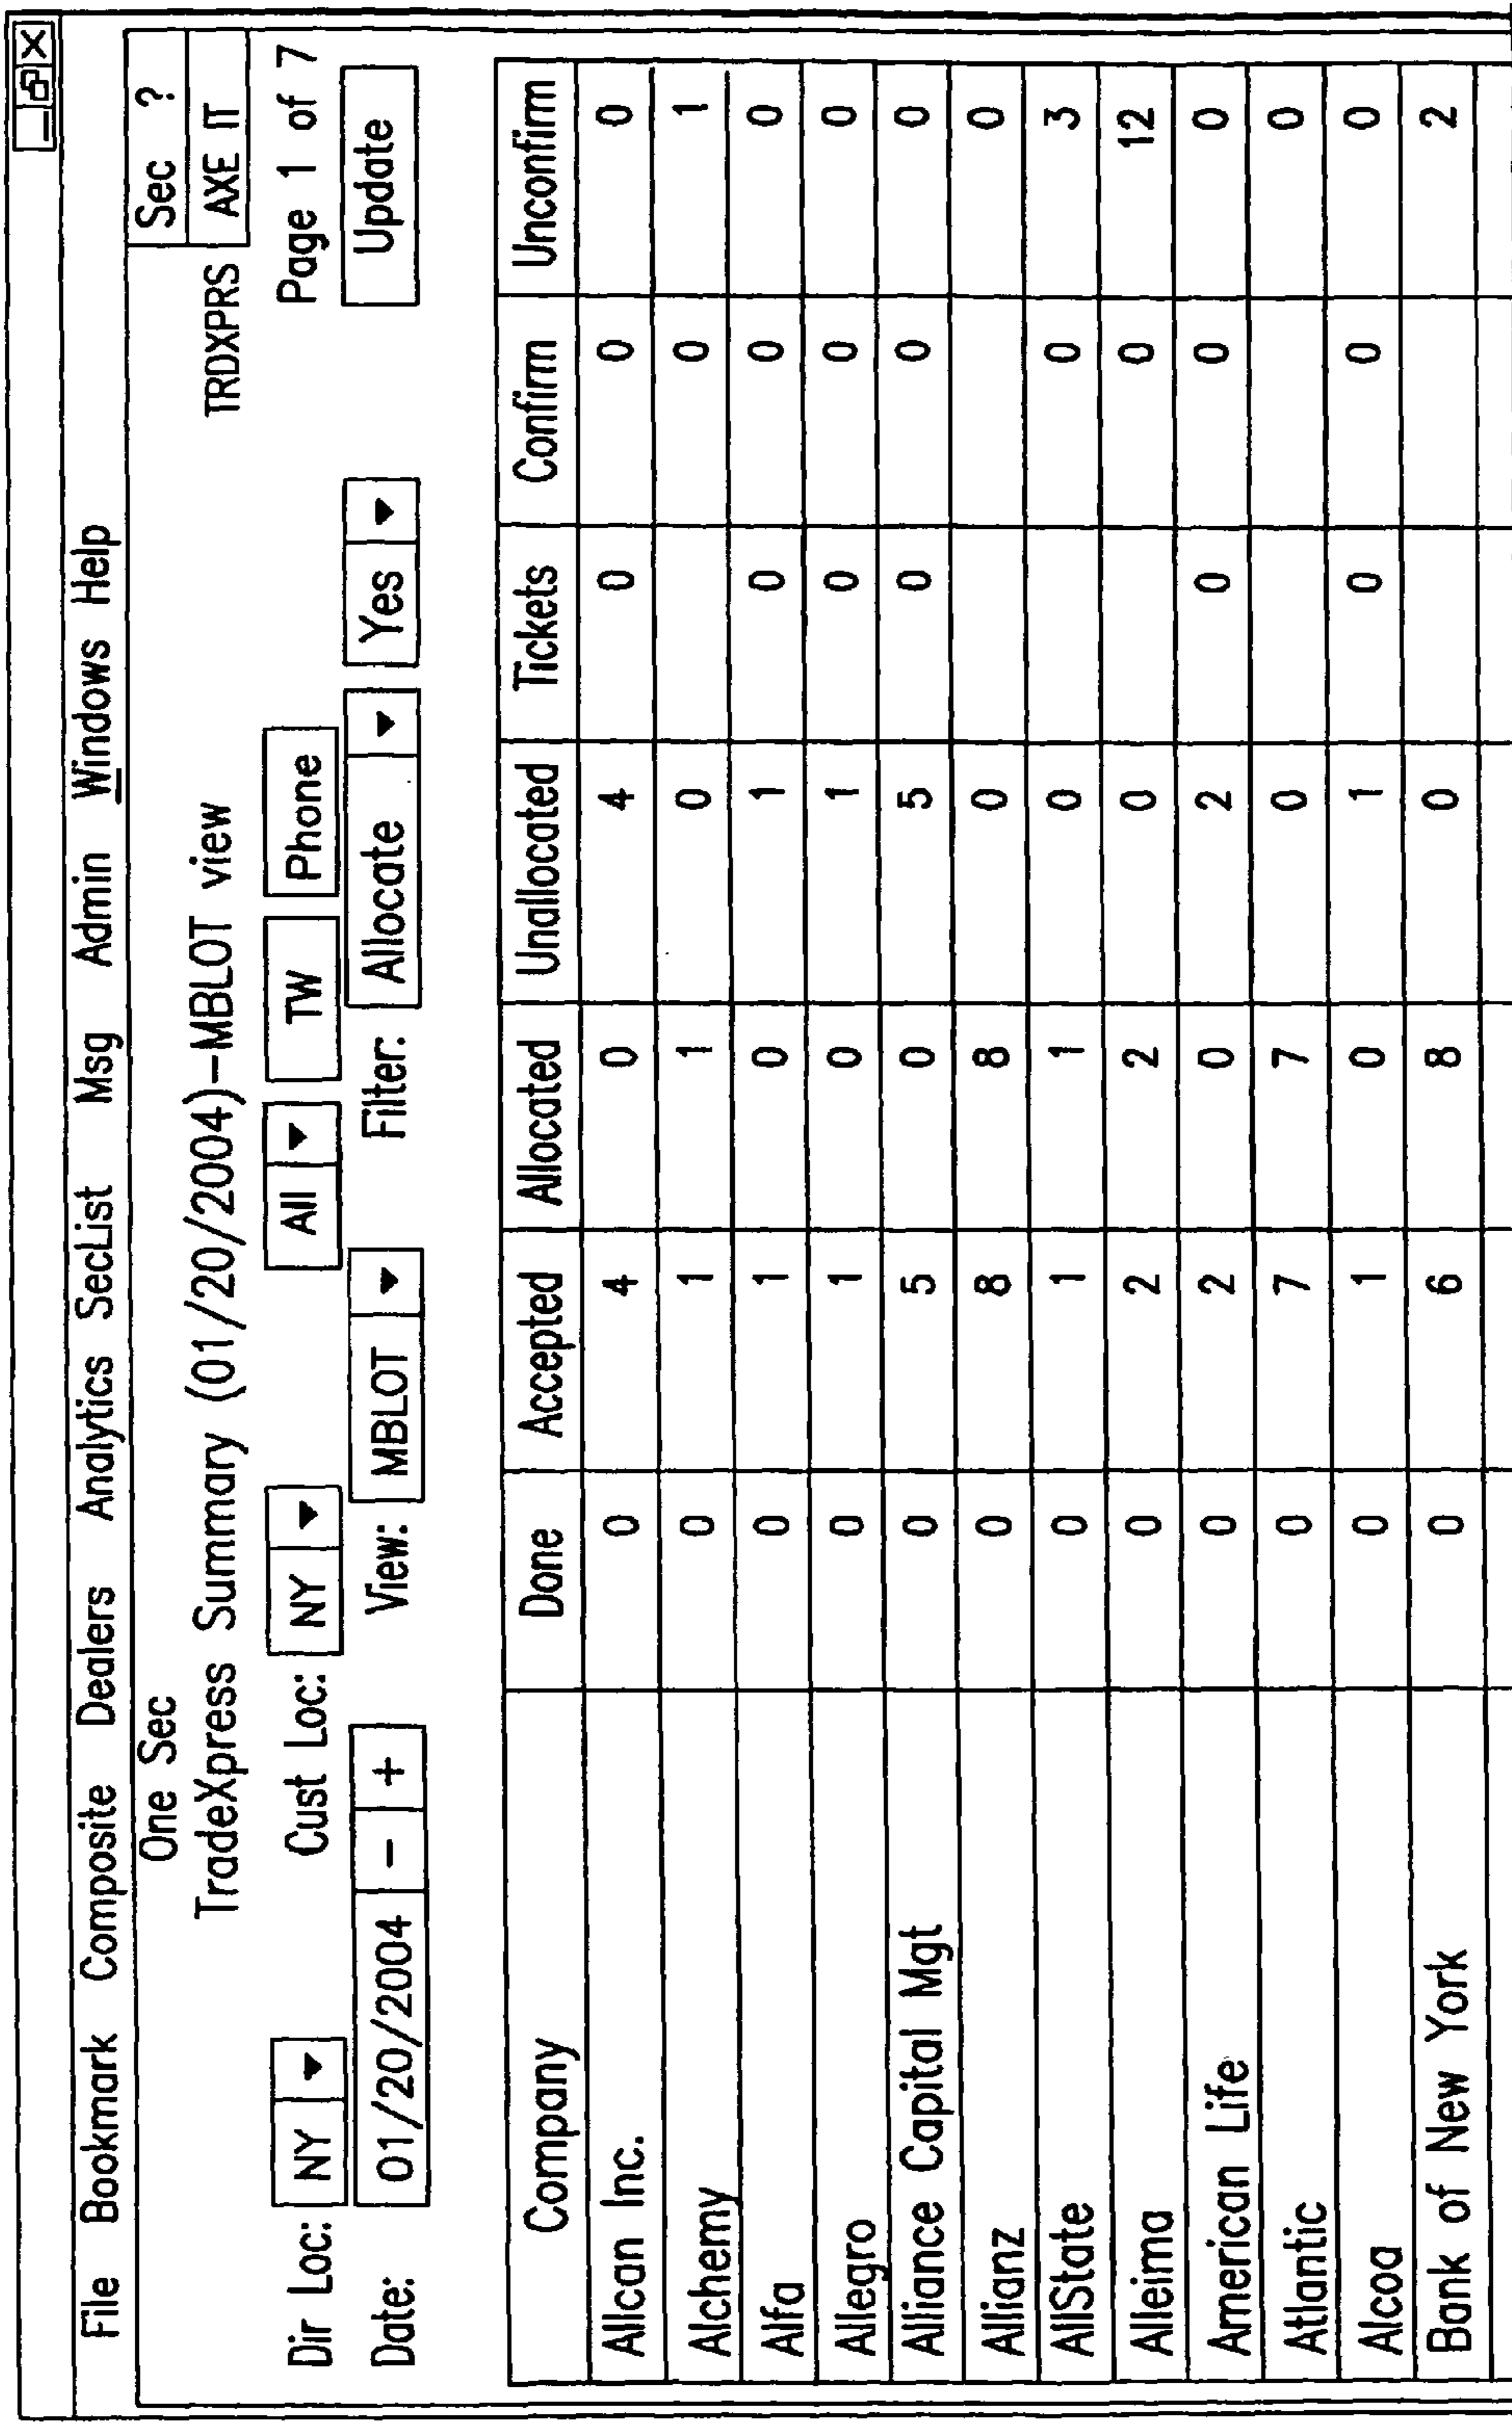 File Bookmark Composite Dealers Analytics SecList Msg Admin Windows Help
One Sec Sec ?
TradeXpress Summary (01/20/2004)-MBLOT view TRDXPRS AXE IT
Dir Loc: NY Cust Loc: NY All TW Phone Page 1 of 7
Date: 01/20/2004 - + View: MBLOT Filter: Allocate Yes Update
Company Done Accepted Allocated Unallocated Tickets Confirm Unconfirm
Allcan Inc. 0 4 0 4 0 0 0
Alchemy 0 1 1 0 0 1
Alfa 0 1 0 1 0 0 0
Allegro 0 1 0 1 0 0 0
Alliance Capital Mgt 0 5 0 5 0 0 0
Allianz 0 8 8 0 0
AllState 0 1 1 0 0 3
Alleima 0 2 2 0 0 12
American Life 0 2 0 2 0 0 0
Atlantic 0 7 7 0 0
Alcoa 0 1 0 1 0 0 0
Bank of New York 0 6 8 0 2